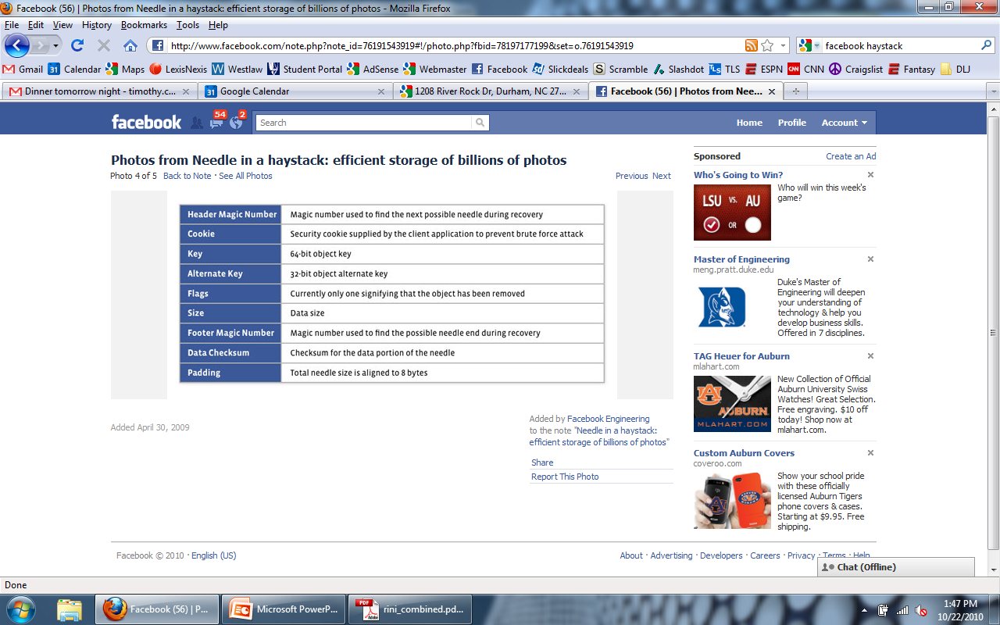 Facebook (56) | Photos from Needle in a haystack: efficient storage of billions of photos - Mozilla Firefox
File Edit View History Bookmarks Tools Help
http://www.facebook.com/note.php?note_id=76191543919#!/photo.php?fbid=78197177199&set=o.76191543919
facebook haystack
Gmail Calendar Maps LexisNexis Westlaw Student Portal AdSense Webmaster Facebook Slickdeals Scramble Slashdot TLS ESPN CNN Craigslist Fantasy DLJ
Dinner tomorrow night - timothy.c... Google Calendar 1208 River Rock Dr, Durham, NC 27... Facebook (56) | Photos from Nee...
facebook 54 2 Search Home Profile Account
Photos from Needle in a haystack: efficient storage of billions of photos
Photo 4 of 5 Back to Note · See All Photos Previous Next
Header Magic Number Magic number used to find the next possible needle during recovery
Cookie Security cookie supplied by the client application to prevent brute force attack
Key 64-bit object key
Alternate Key 32-bit object alternate key
Flags Currently only one signifying that the object has been removed
Size Data size
Footer Magic Number Magic number used to find the possible needle end during recovery
Data Checksum Checksum for the data portion of the needle
Padding Total needle size is aligned to 8 bytes
Added April 30, 2009
Added by Facebook Engineering
to the note "Needle in a haystack:
efficient storage of billions of photos"
Share
Report This Photo
Sponsored Create an Ad
Who's Going to Win?
LSU VS. AU
OR
Who will win this week's
game?
Master of Engineering
meng.pratt.duke.edu
Duke's Master of
Engineering will deepen
your understanding of
technology & help you
develop business skills.
Offered in 7 disciplines.
TAG Heuer for Auburn
mlahart.com
AUBURN
MLAHART.COM
New Collection of Official
Auburn University Swiss
Watches! Great Selection.
Free engraving. $10 off
today! Shop now at
mlahart.com.
Custom Auburn Covers
coveroo.com
Show your school pride
with these officially
licensed Auburn Tigers
phone covers & cases.
Starting at $9.95. Free
shipping.
Facebook © 2010 · English (US) About · Advertising · Developers · Careers · Privacy · Terms · Help
Chat (Offline)
Done
Facebook (56) | P... Microsoft PowerP... rini_combined.pd...
1:47 PM
10/22/2010